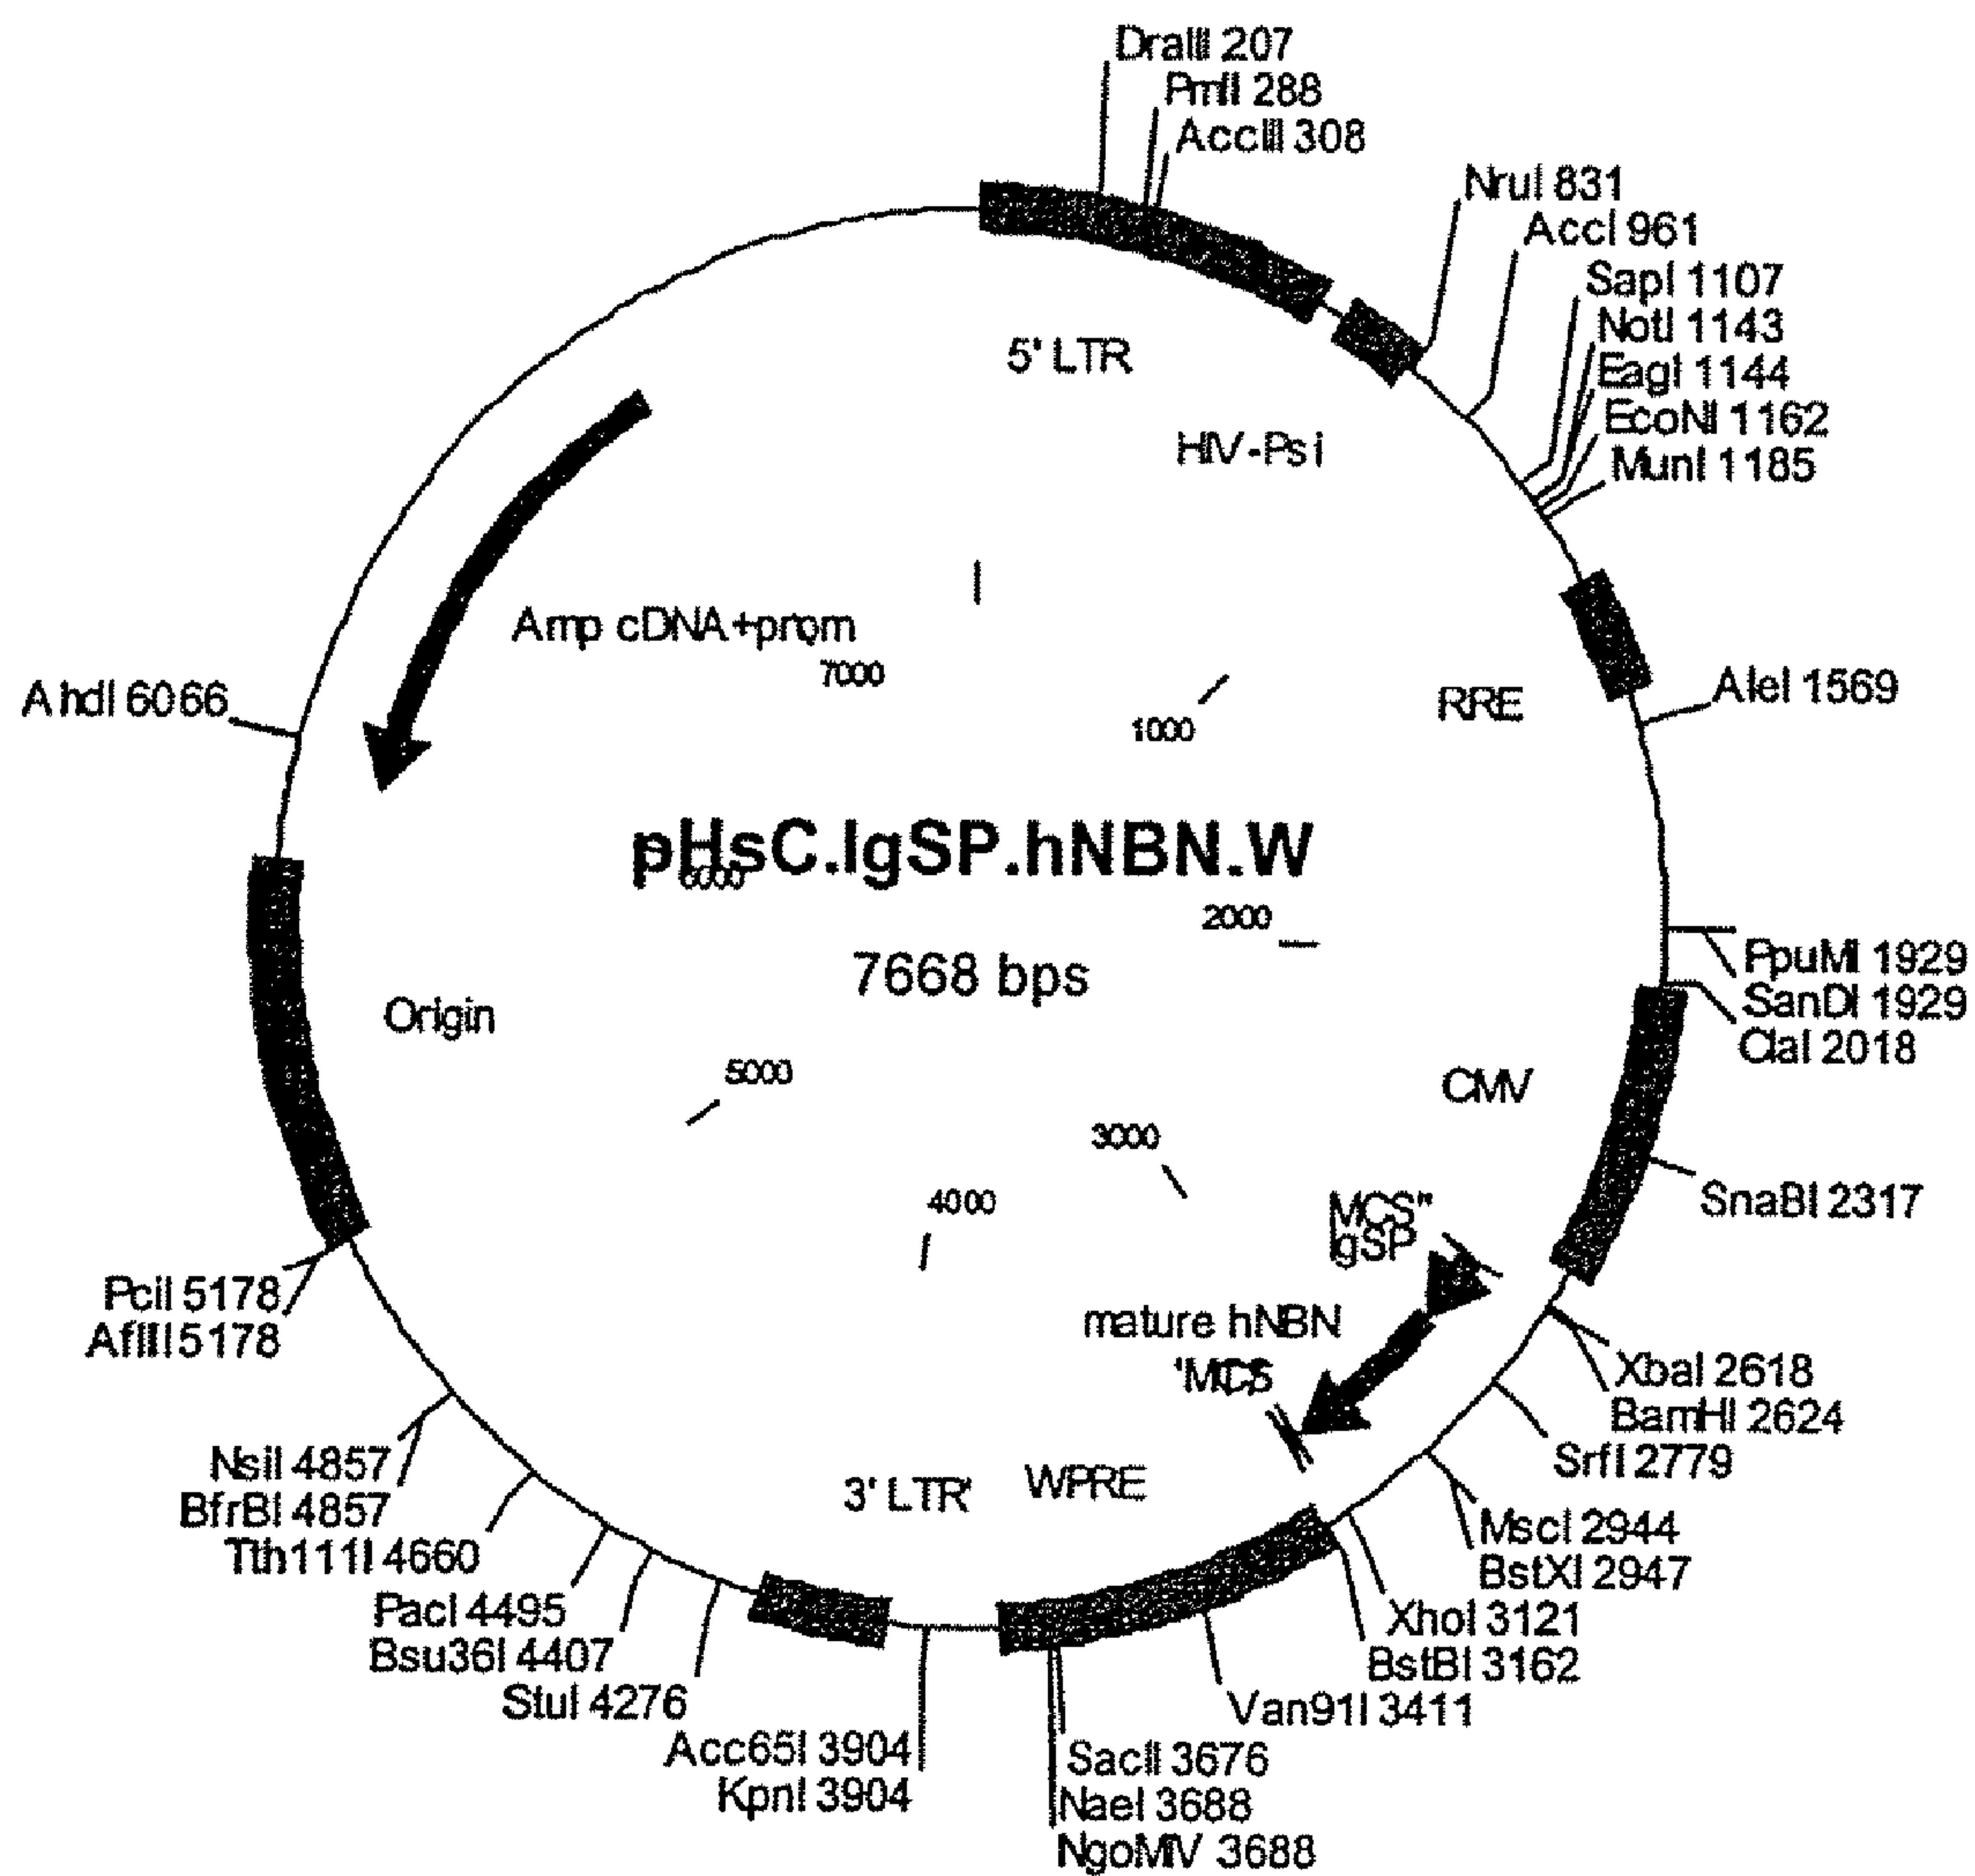 DraIII 207
PmlI 288
AccIII 308
NruI 831
AccI 961
SapI 1107
NotI 1143
EagI 1144
EcoNI 1162
MunI 1185
5' LTR
HIV-Psi
Amp cDNA+prom
7000
1000
RRE
AleI 1569
AhdI 6066
pHsC.IgSP.hNBN.W
6000
2000
7668 bps
PpuMI 1929
SanDI 1929
ClaI 2018
Origin
5000
CMV
3000
4000
MCS"
IgSP
SnaBI 2317
mature hNBN
'MCS
PciI 5178
AflIII 5178
XbaI 2618
BamHI 2624
SrfI 2779
NsiI 4857
BfrBI 4857
Tth111I 4660
3' LTR'
WPRE
MscI 2944
BstXI 2947
PacI 4495
Bsu36I 4407
StuI 4276
XhoI 3121
BstBI 3162
Van91I 3411
Acc65I 3904
KpnI 3904
SacII 3676
NaeI 3688
NgoMIV 3688